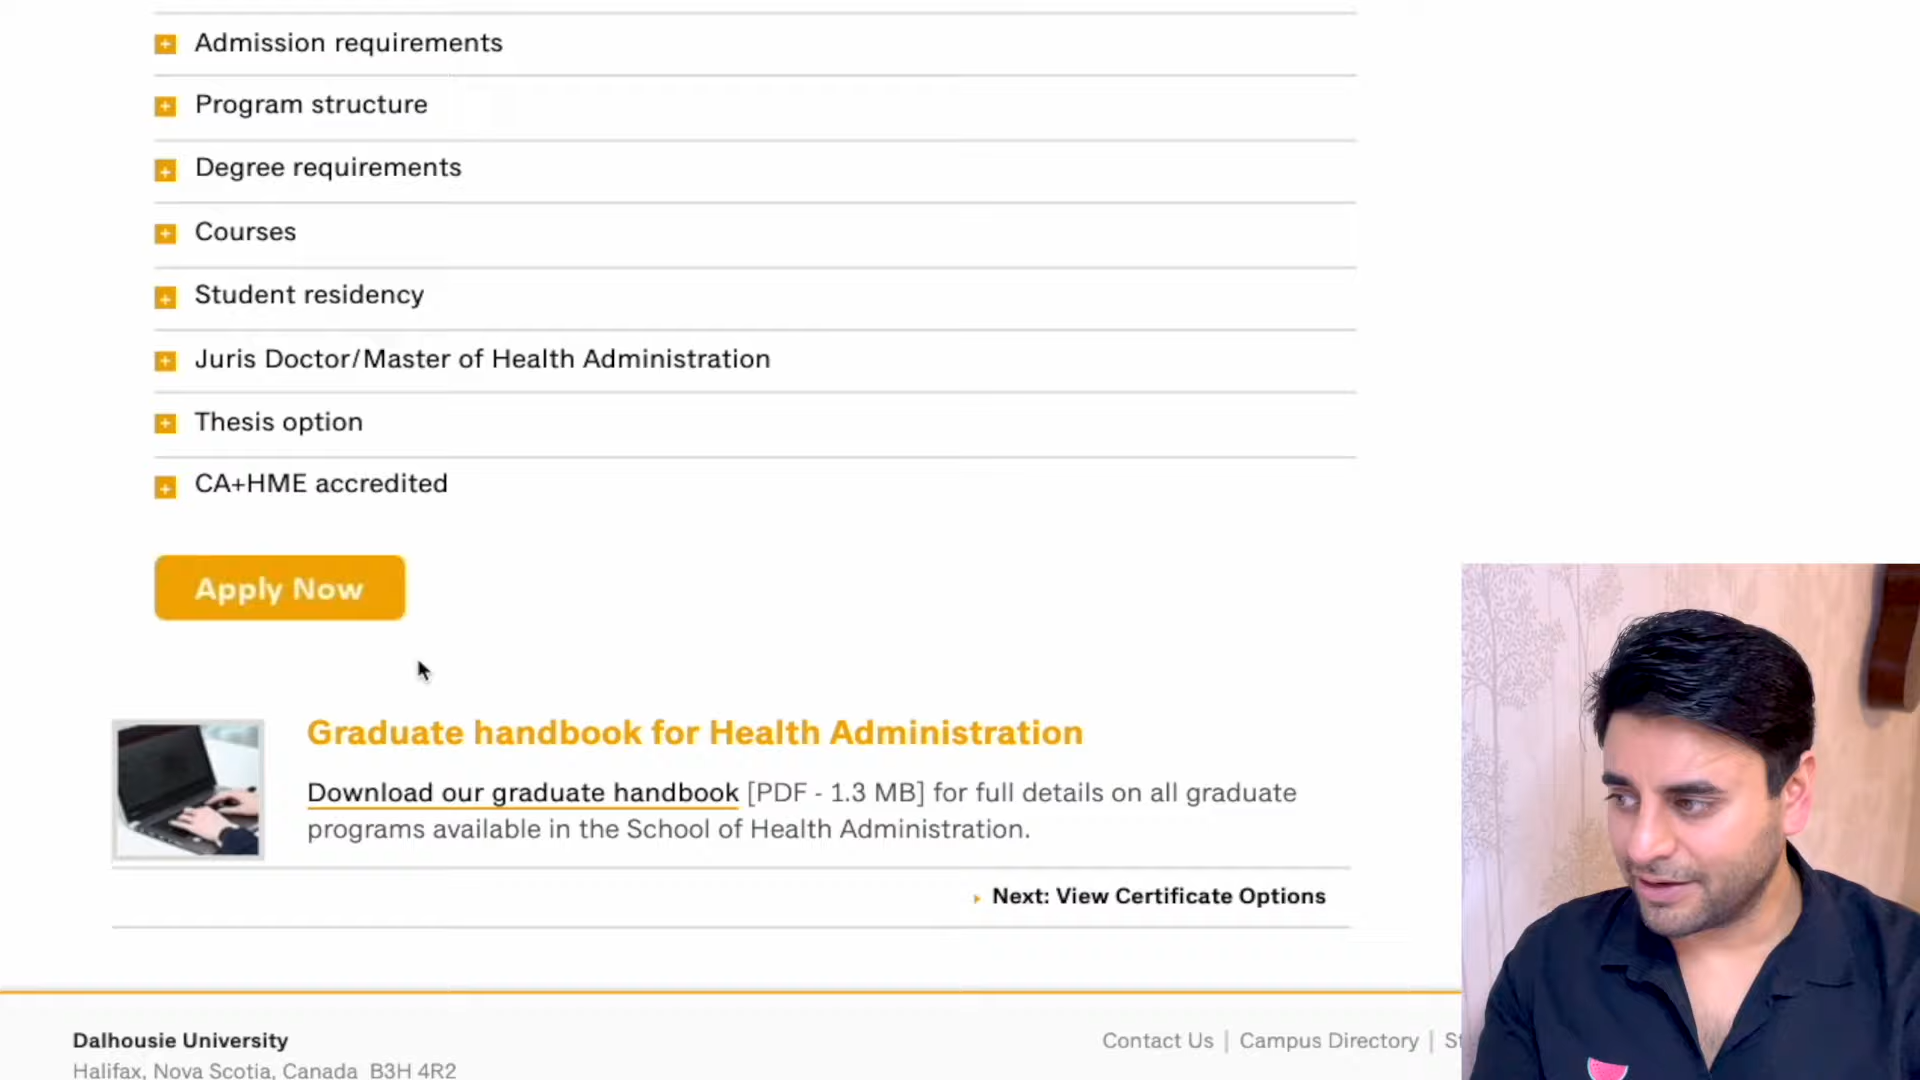 Admission requirements
Program structure
Degree requirements
Courses
Student residency
Juris Doctor/Master of Health Administration
Thesis option
CA+HME accredited
Apply Now
Graduate handbook for Health Administration
Download our graduate handbook [PDF - 1.3 MB] for full details on all graduate
programs available in the School of Health Administration.
Next: View Certificate Options
Dalhousie University
Halifax, Nova Scotia, Canada B3H 4R2
Contact Us | Campus Directory |